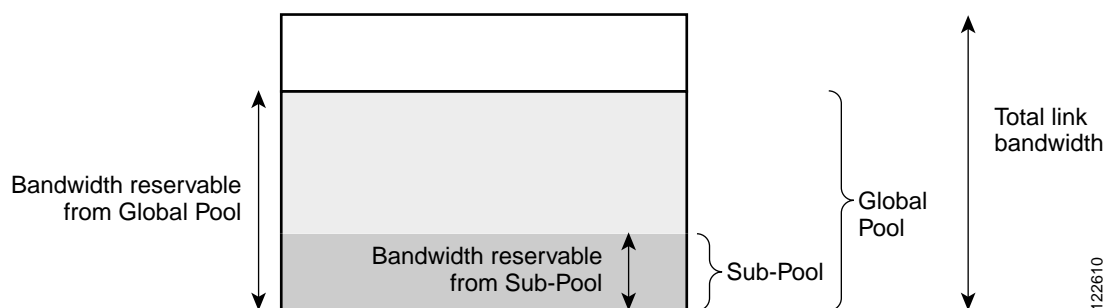 Total link
bandwidth
Bandwidth reservable
from Global Pool
Global
Pool
Bandwidth reservable
from Sub-Pool
Sub-Pool
122610